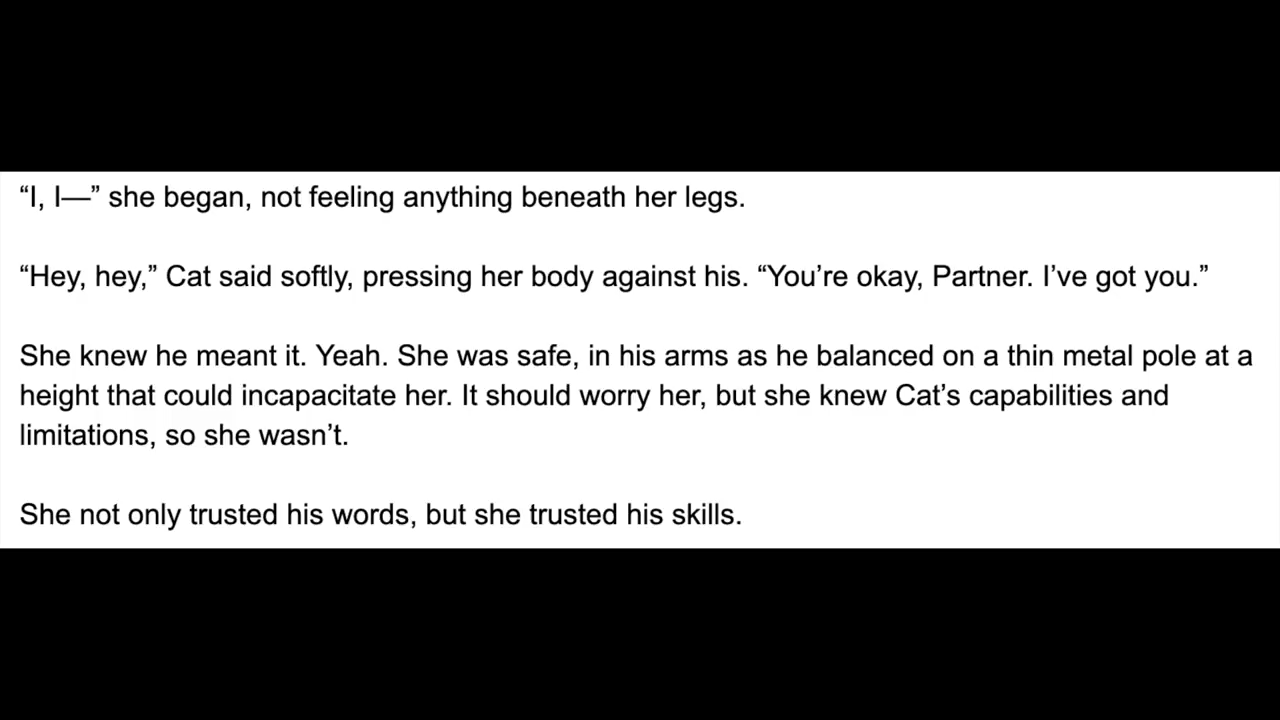 “I, I—” she began, not feeling anything beneath her legs.
“Hey, hey,” Cat said softly, pressing her body against his. “You’re okay, Partner. I’ve got you.”
She knew he meant it. Yeah. She was safe, in his arms as he balanced on a thin metal pole at a
height that could incapacitate her. It should worry her, but she knew Cat’s capabilities and
limitations, so she wasn’t.
She not only trusted his words, but she trusted his skills.